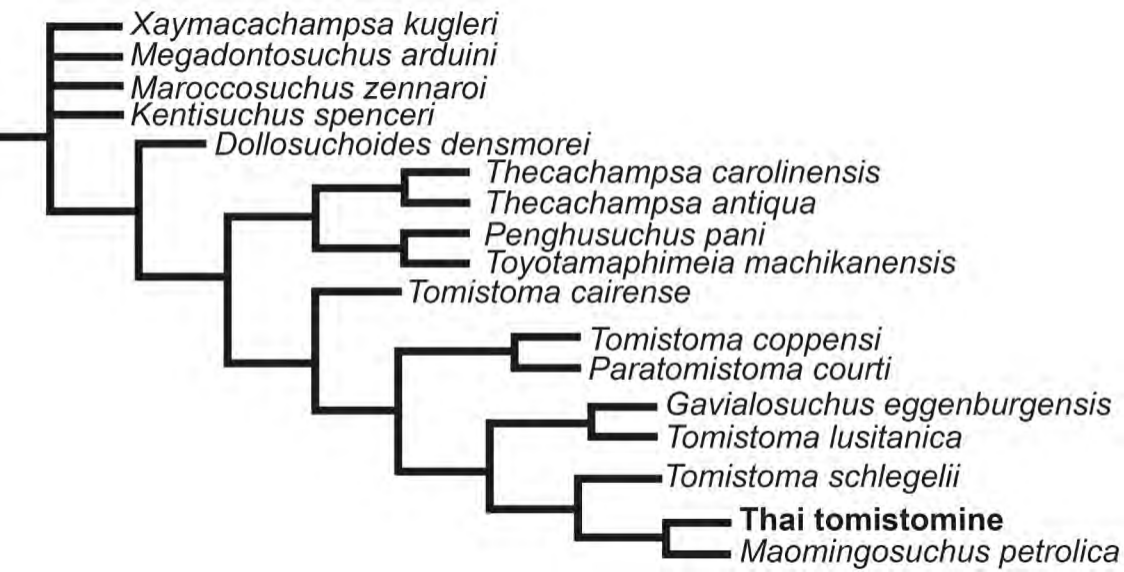 Xaymacachampsa kugleri
Megadontosuchus arduini
Maroccosuchus zennaroi
Kentisuchus spenceri
Dollosuchoides densmorei
Thecachampsa carolinensis
Thecachampsa antiqua
Penghusuchus pani
Toyotamaphimeia machikanensis
Tomistoma cairense
Tomistoma coppensi
Paratomistoma courti
Gavialosuchus eggenburgensis
Tomistoma lusitanica
Tomistoma schlegelii
Thai tomistomine
Maomingosuchus petrolica